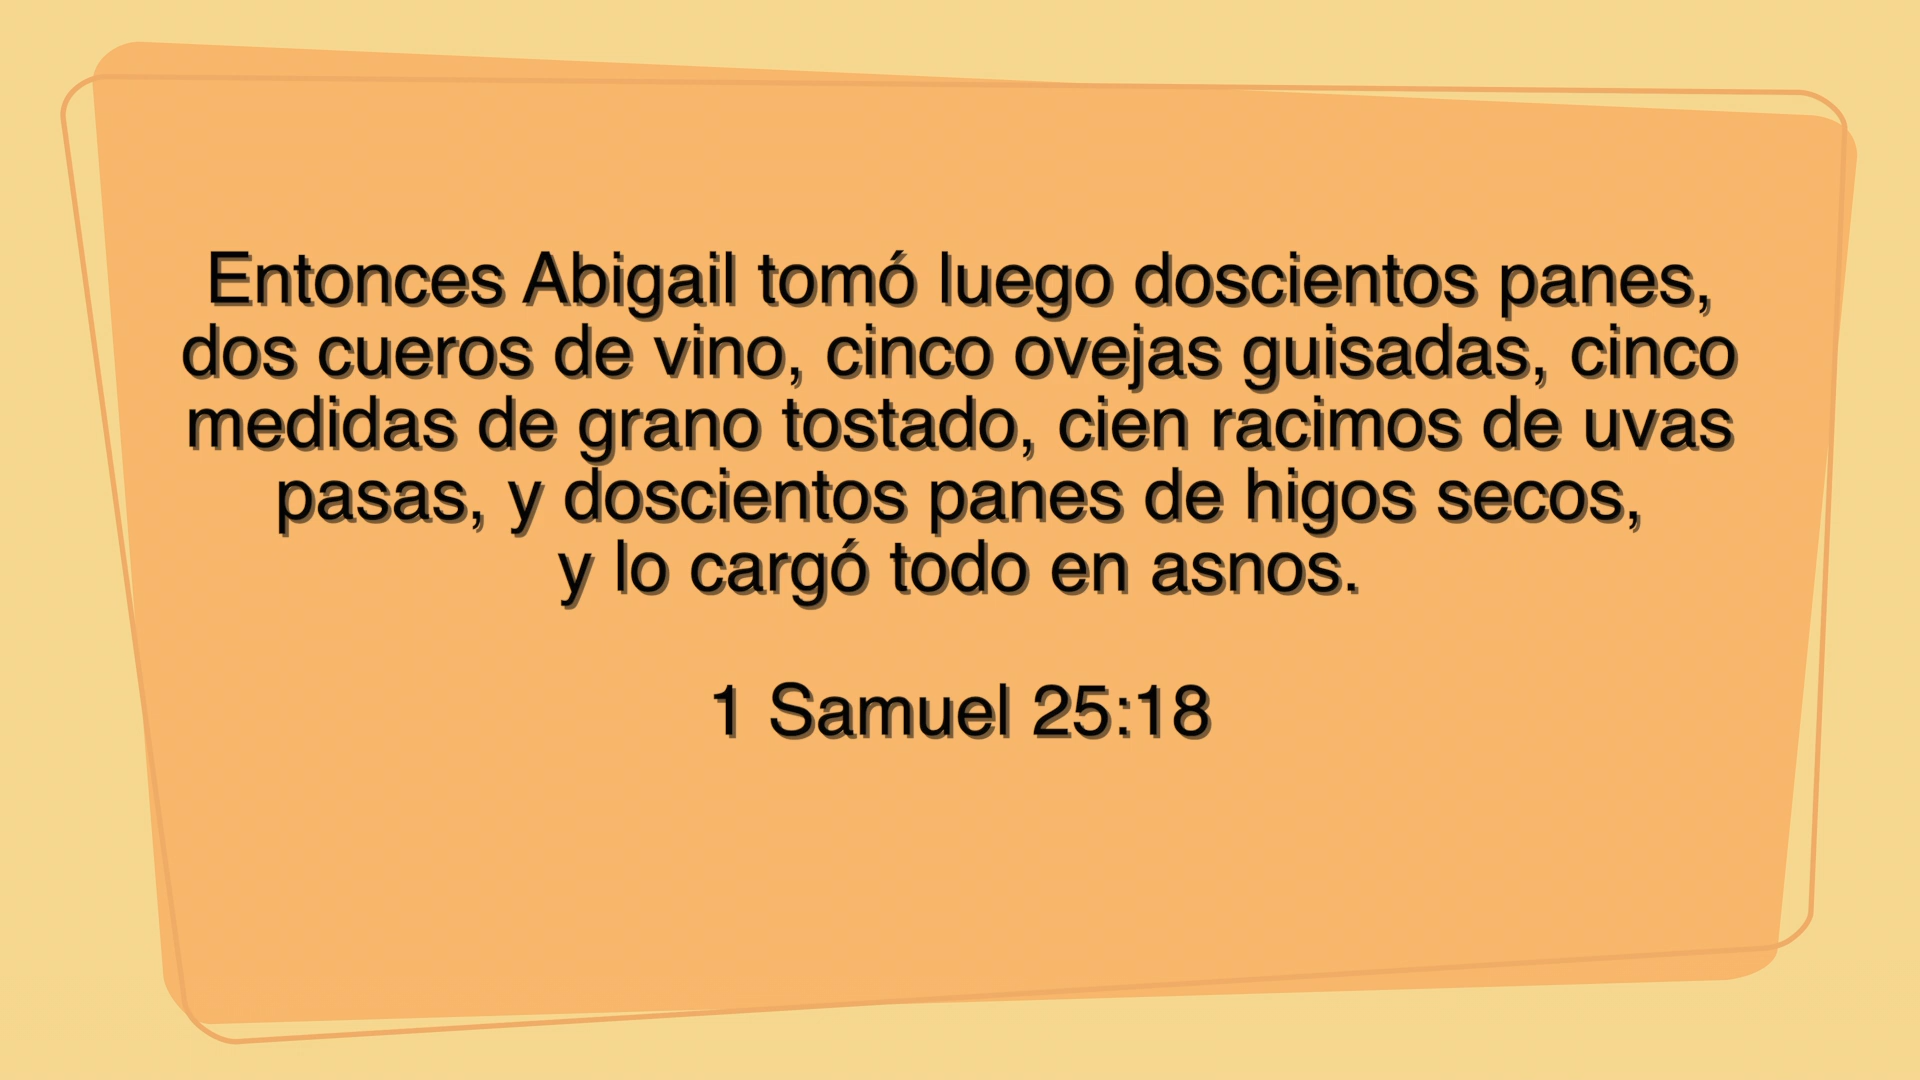 Entonces Abigail tomó luego doscientos panes,
dos cueros de vino, cinco ovejas guisadas, cinco
medidas de grano tostado, cien racimos de uvas
pasas, y doscientos panes de higos secos,
y lo cargó todo en asnos.
1 Samuel 25:18